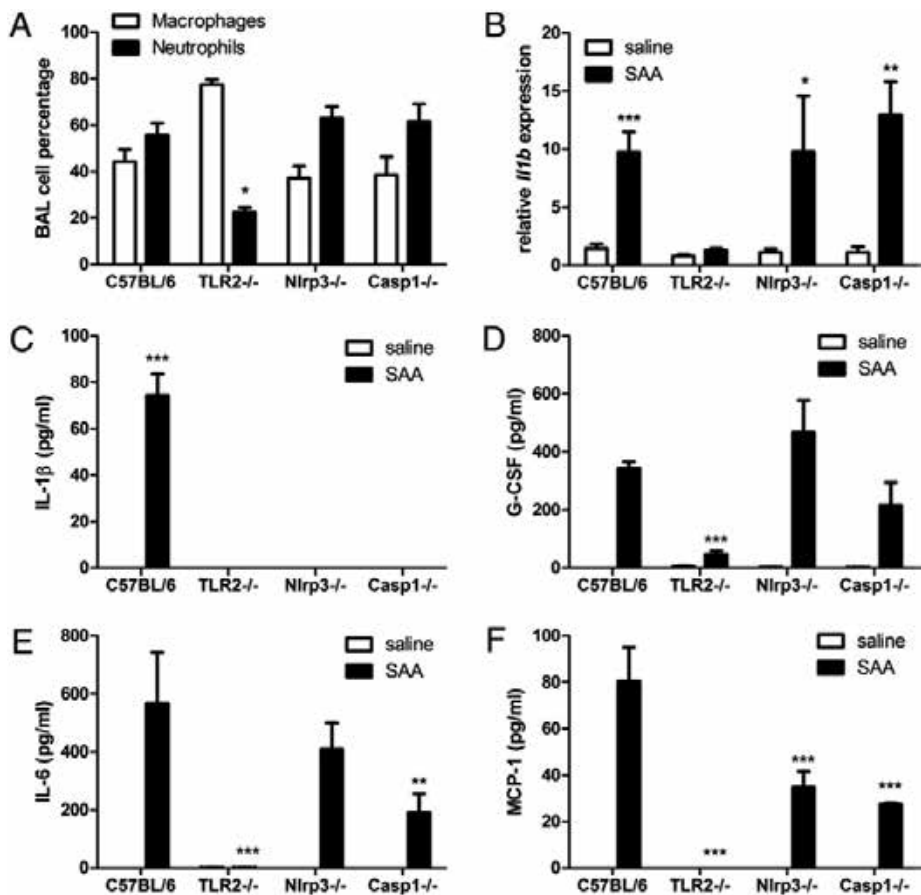 A
Macrophages
Neutrophils
BAL cell percentage
100
80
60
40
20
0
*
C57BL/6 TLR2-/- Nlrp3-/- Casp1-/-
B
saline
SAA
relative Il1b expression
20
15
10
5
0
*** * **
C57BL/6 TLR2-/- Nlrp3-/- Casp1-/-
C
saline
SAA
IL-1β (pg/ml)
100
80
60
40
20
0
***
C57BL/6 TLR2-/- Nlrp3-/- Casp1-/-
D
saline
SAA
G-CSF (pg/ml)
800
600
400
200
0
***
C57BL/6 TLR2-/- Nlrp3-/- Casp1-/-
E
saline
SAA
IL-6 (pg/ml)
800
600
400
200
0
*** **
C57BL/6 TLR2-/- Nlrp3-/- Casp1-/-
F
saline
SAA
MCP-1 (pg/ml)
100
80
60
40
20
0
*** *** ***
C57BL/6 TLR2-/- Nlrp3-/- Casp1-/-